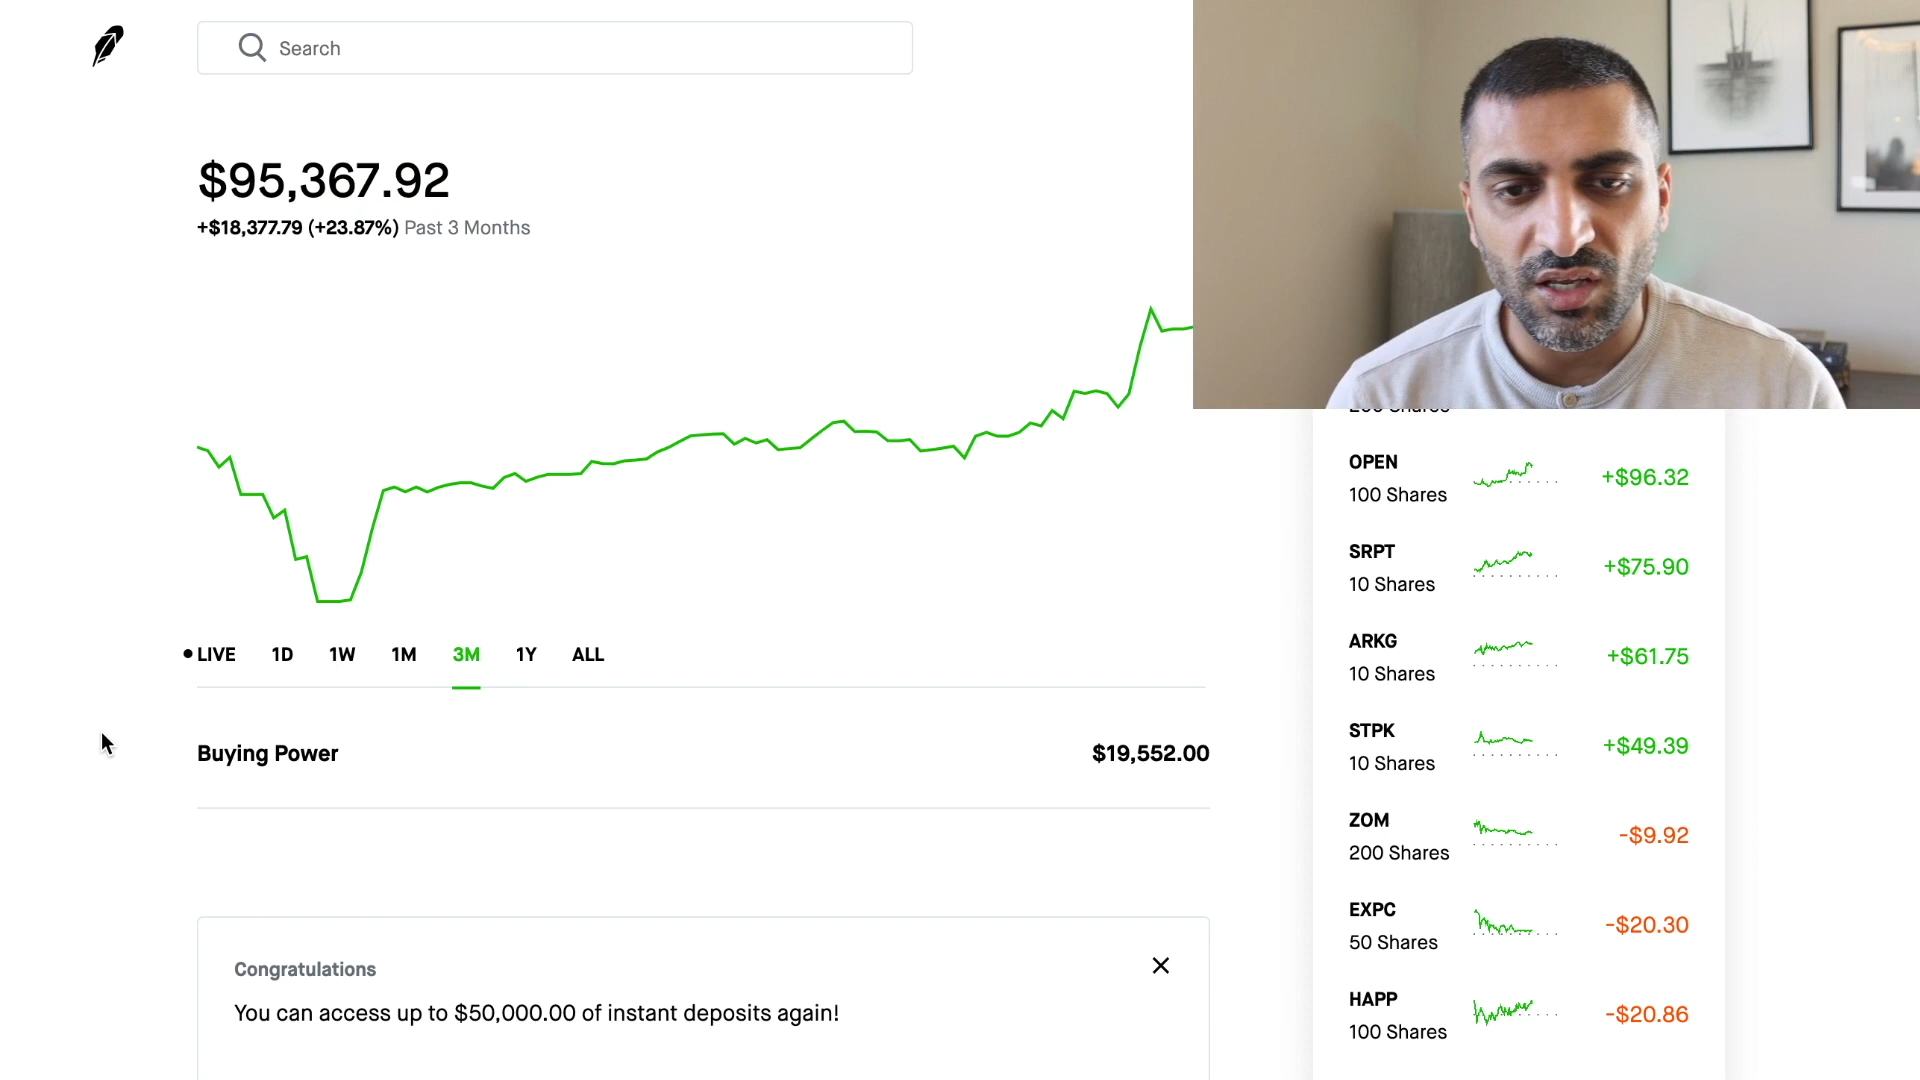 Search
$95,367.92
+$18,377.79 (+23.87%) Past 3 Months
LIVE 1D 1W 1M 3M 1Y ALL
Buying Power $19,552.00
Congratulations
You can access up to $50,000.00 of instant deposits again!
OPEN
100 Shares
+$96.32
SRPT
10 Shares
+$75.90
ARKG
10 Shares
+$61.75
STPK
10 Shares
+$49.39
ZOM
200 Shares
-$9.92
EXPC
50 Shares
-$20.30
HAPP
100 Shares
-$20.86